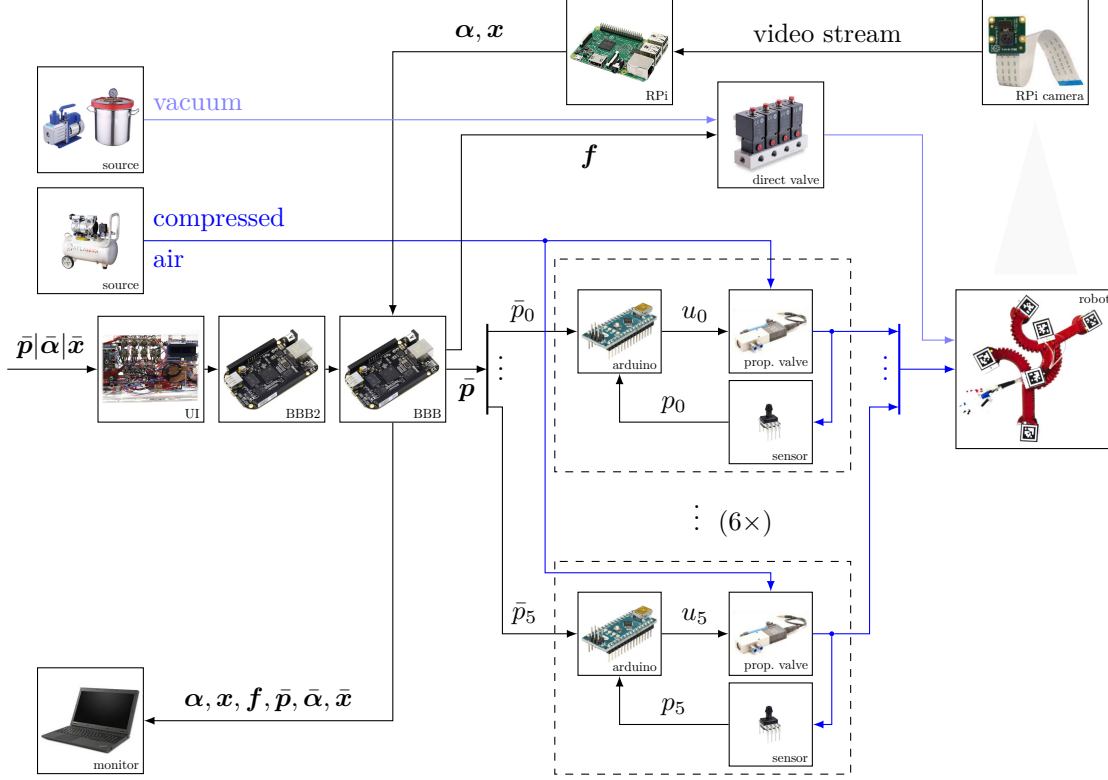 α, x
video stream
RPi
RPi camera
vacuum
source
f
direct valve
compressed
air
source
robot
p̄|ᾱ|x̄
UI
BBB2
BBB
p̄
p̄₀
⋮
arduino
u₀
prop. valve
⋮
p₀
sensor
⋮ (6×)
p̄₅
arduino
u₅
prop. valve
p₅
sensor
α, x, f, p̄, ᾱ, x̄
monitor